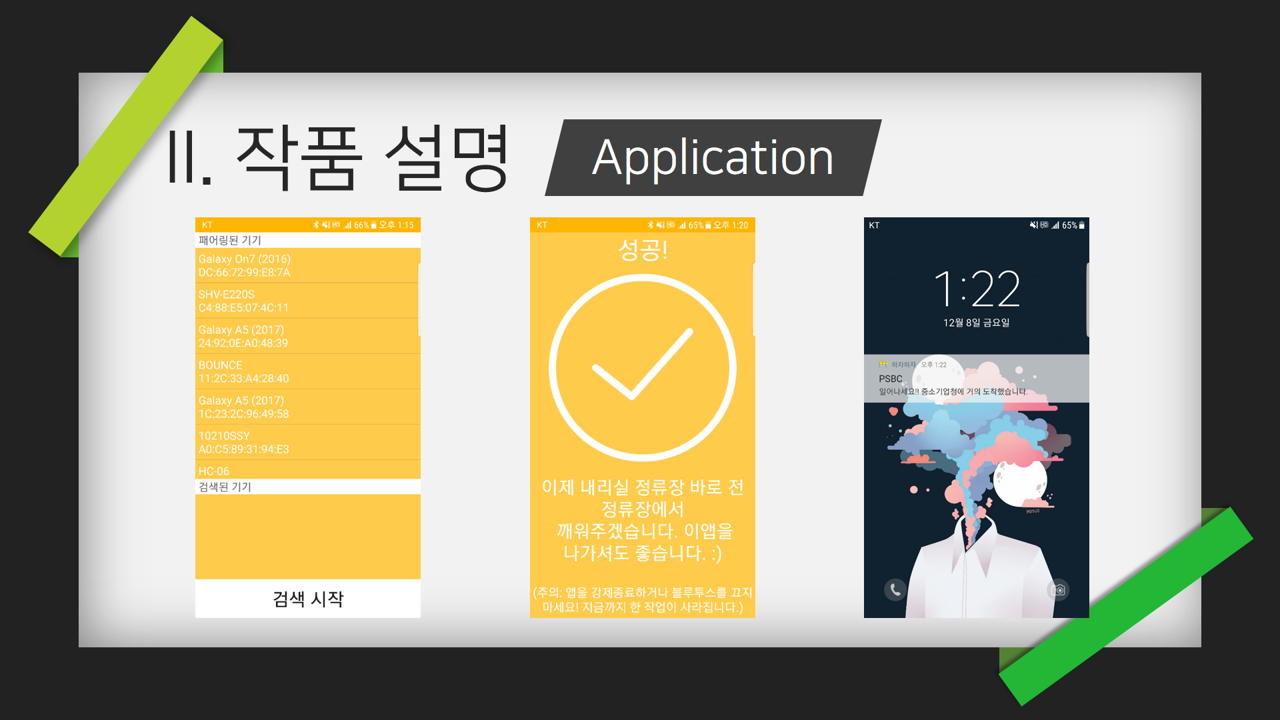 II. 작품 설명
Application
KT
66% 오후 1:15
패어링된 기기
Galaxy On7 (2016)
DC:66:72:99:E8:7A
SHV-E220S
C4:88:E5:07:4C:11
Galaxy A5 (2017)
24:92:0E:A0:48:39
BOUNCE
11:2C:33:A4:28:40
Galaxy A5 (2017)
1C:23:2C:96:49:58
10210SSY
A0:C5:89:31:94:E3
HC-06
검색된 기기
검색 시작
KT
65% 오후 1:20
성공!
이제 내리실 정류장 바로 전
정류장에서
깨워주겠습니다. 이앱을
나가셔도 좋습니다. :)
(주의: 앱을 강제종료하거나 블루투스를 끄지
마세요! 지금까지 한 작업이 사라집니다.)
KT
65%
1:22
12월 8일 금요일
하차하자 오후 1:22
PSBC
일어나세요!! 중소기업청에 거의 도착했습니다.